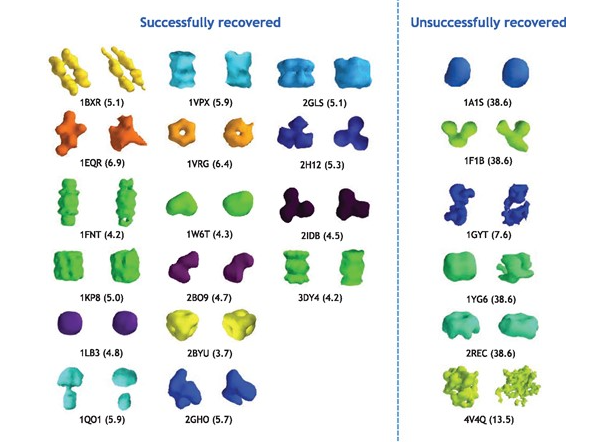 Successfully recovered
Unsuccessfully recovered
1BXR (5.1)
1VPX (5.9)
2GLS (5.1)
1A1S (38.6)
1EQR (6.9)
1VRG (6.4)
2H12 (5.3)
1F1B (38.6)
1FNT (4.2)
1W6T (4.3)
2IDB (4.5)
1GYT (7.6)
1KP8 (5.0)
2BO9 (4.7)
3DY4 (4.2)
1YG6 (38.6)
1LB3 (4.8)
2BYU (3.7)
2REC (38.6)
1QO1 (5.9)
2GHO (5.7)
4V4Q (13.5)